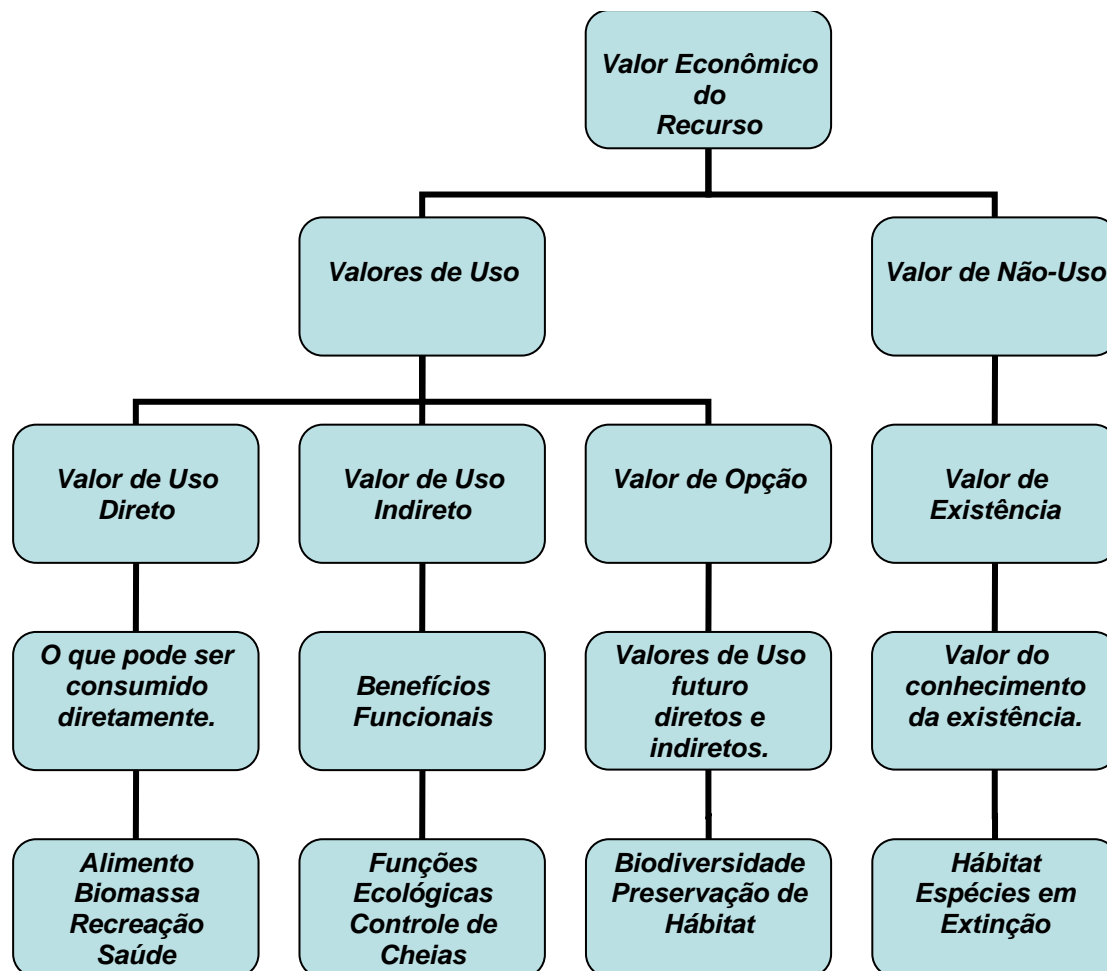 Valor Econômico
do
Recurso
Valores de Uso
Valor de Não-Uso
Valor de Uso
Direto
Valor de Uso
Indireto
Valor de Opção
Valor de
Existência
O que pode ser
consumido
diretamente.
Benefícios
Funcionais
Valores de Uso
futuro
diretos e
indiretos.
Valor do
conhecimento
da existência.
Alimento
Biomassa
Recreação
Saúde
Funções
Ecológicas
Controle de
Cheias
Biodiversidade
Preservação de
Hábitat
Hábitat
Espécies em
Extinção